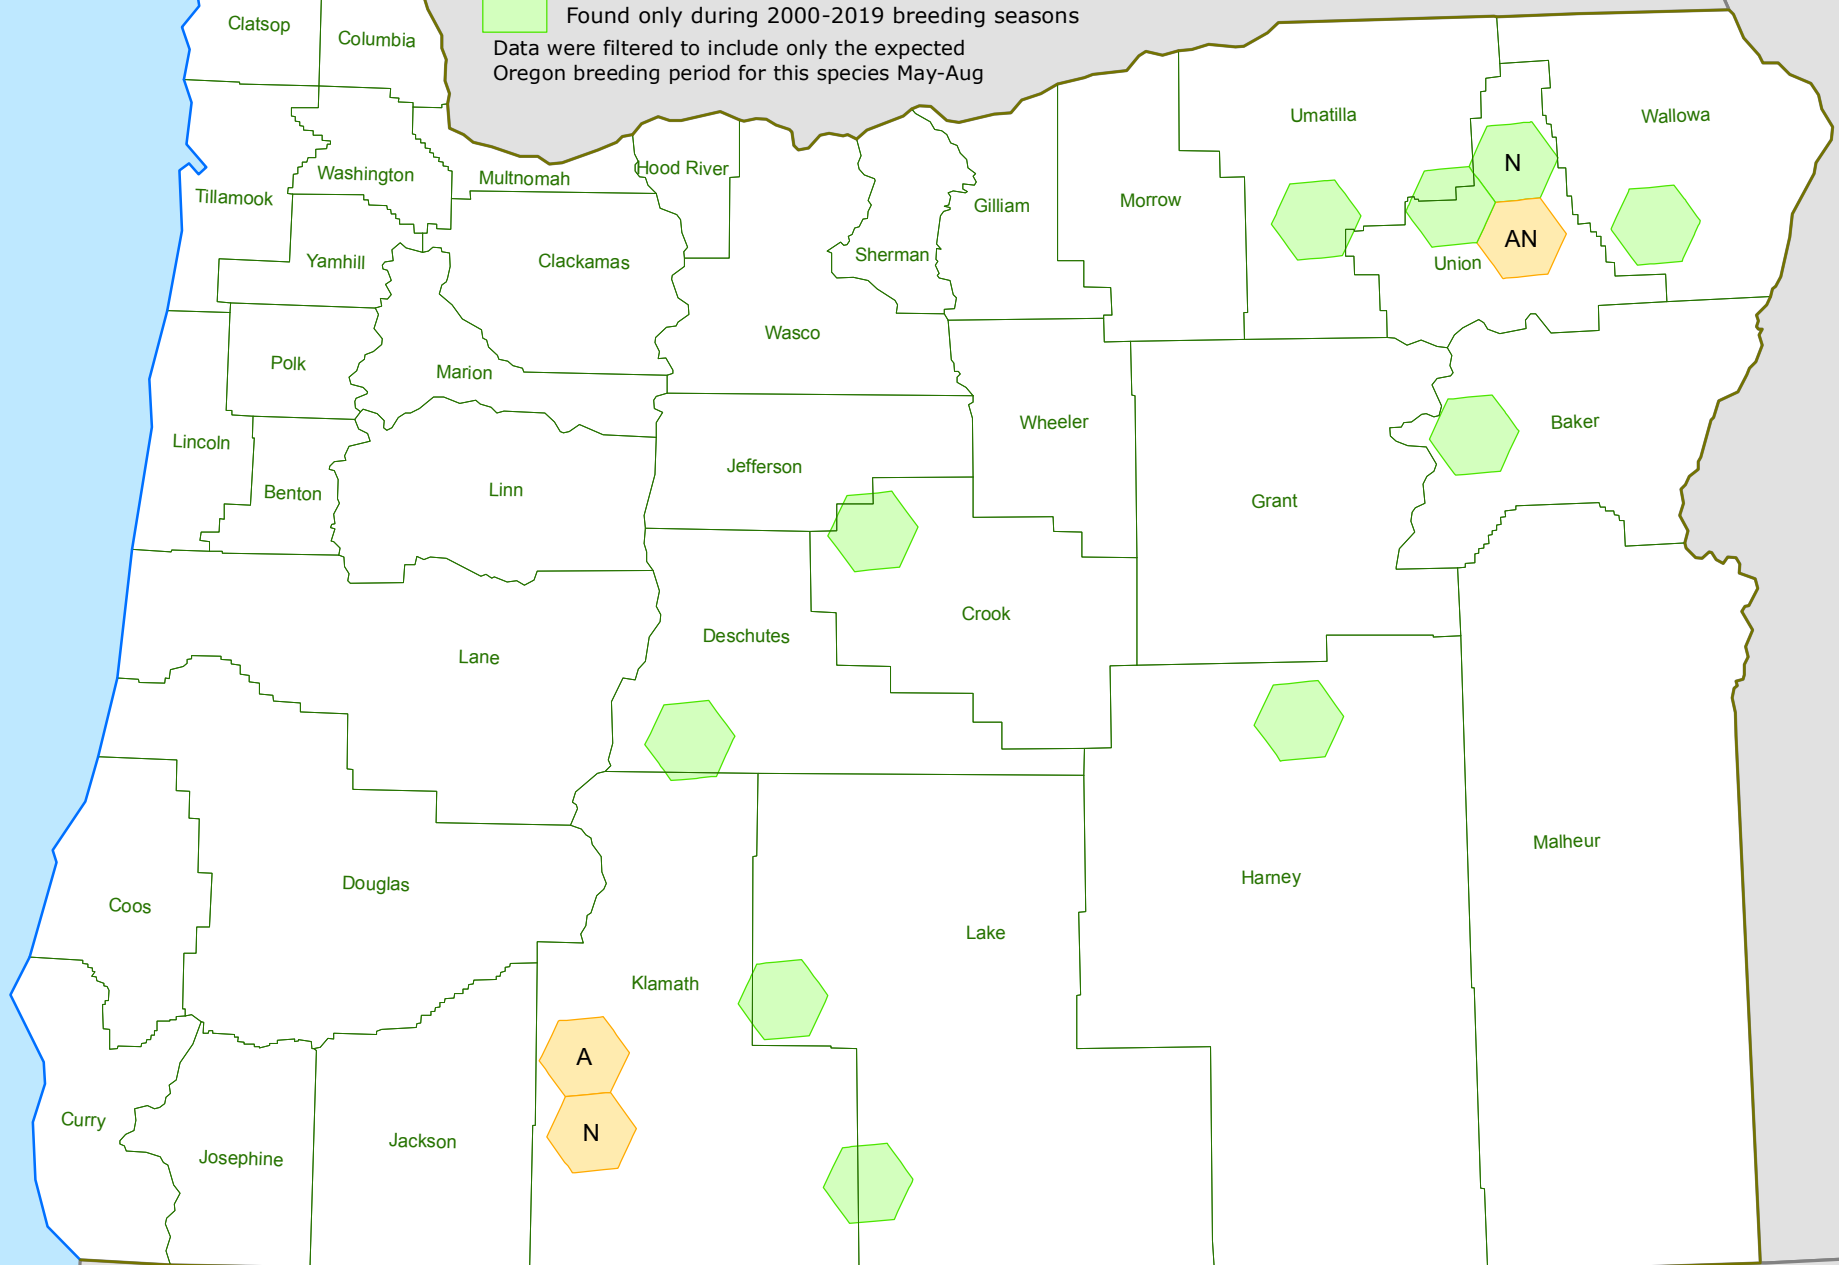 Found only during 2000-2019 breeding seasons
Data were filtered to include only the expected
Oregon breeding period for this species May-Aug
Clatsop
Columbia
Umatilla
Wallowa
Washington
Multnomah
Hood River
N
Tillamook
Gilliam
Morrow
AN
Yamhill
Clackamas
Sherman
Union
Wasco
Polk
Marion
Wheeler
Baker
Lincoln
Jefferson
Benton
Linn
Grant
Crook
Deschutes
Lane
Malheur
Harney
Douglas
Coos
Lake
Klamath
A
Curry
N
Jackson
Josephine